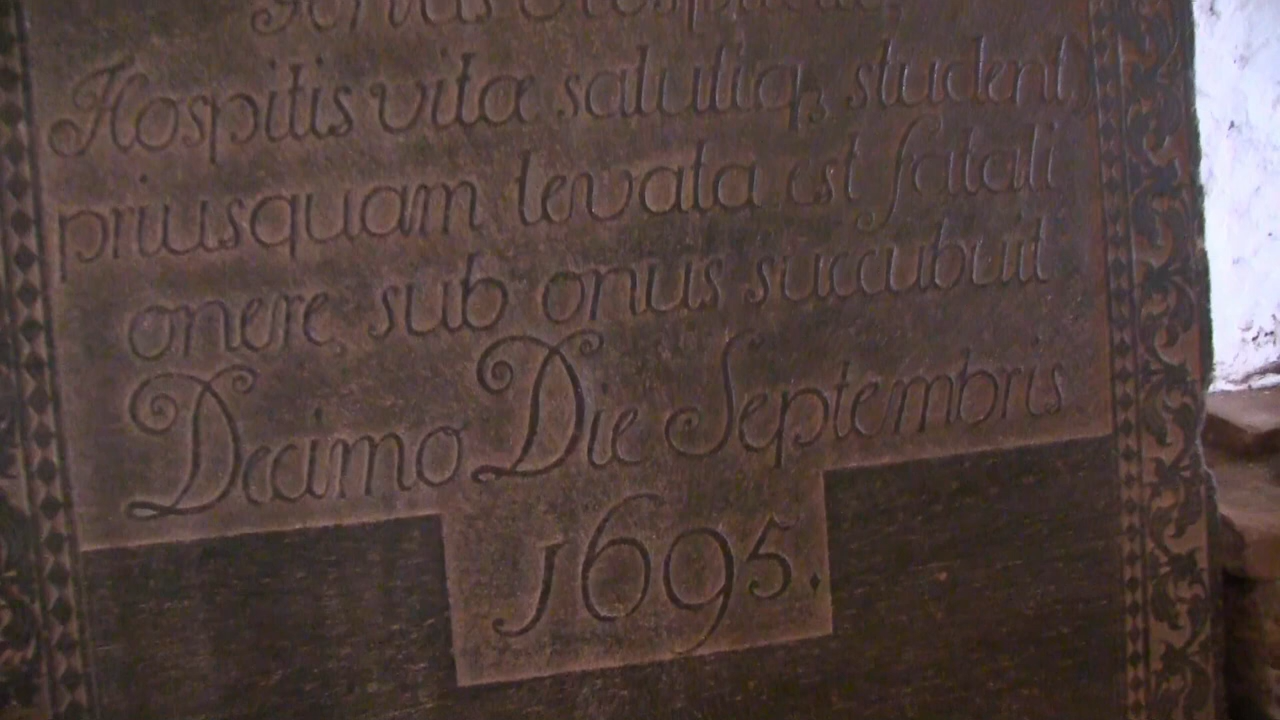 Hospitis vitæ salutiq; student,
priusquam levata est fatali
onere, sub onus succubuit
Decimo Die Septembris
1695.